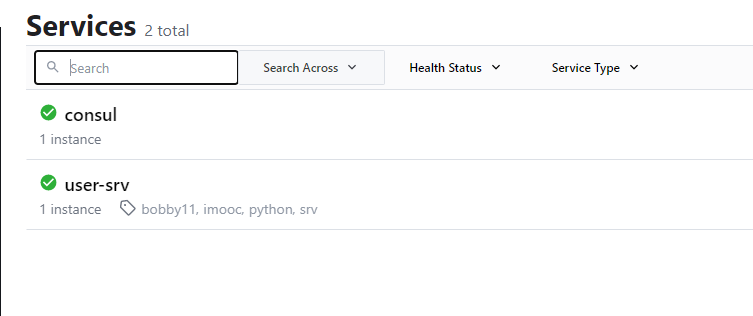 Services 2 total
Search Search Across Health Status Service Type
consul
1 instance
user-srv
1 instance bobby11, imooc, python, srv